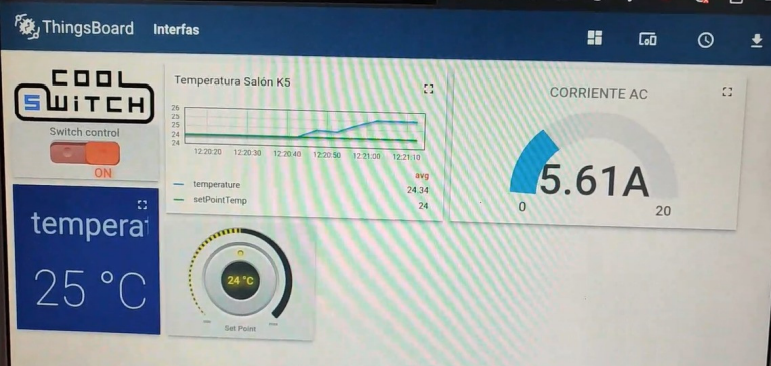 ThingsBoard
Interfas
COOL
SWITCH
Switch control
ON
tempera
25 °C
Temperatura Salón K5
26
25
25
24
24
12:20:20 12:20:30 12:20:40 12:20:50 12:21:00 12:21:10
avg
temperature 24.34
setPointTemp 24
24 °C
Set Point
CORRIENTE AC
5.61A
0 20